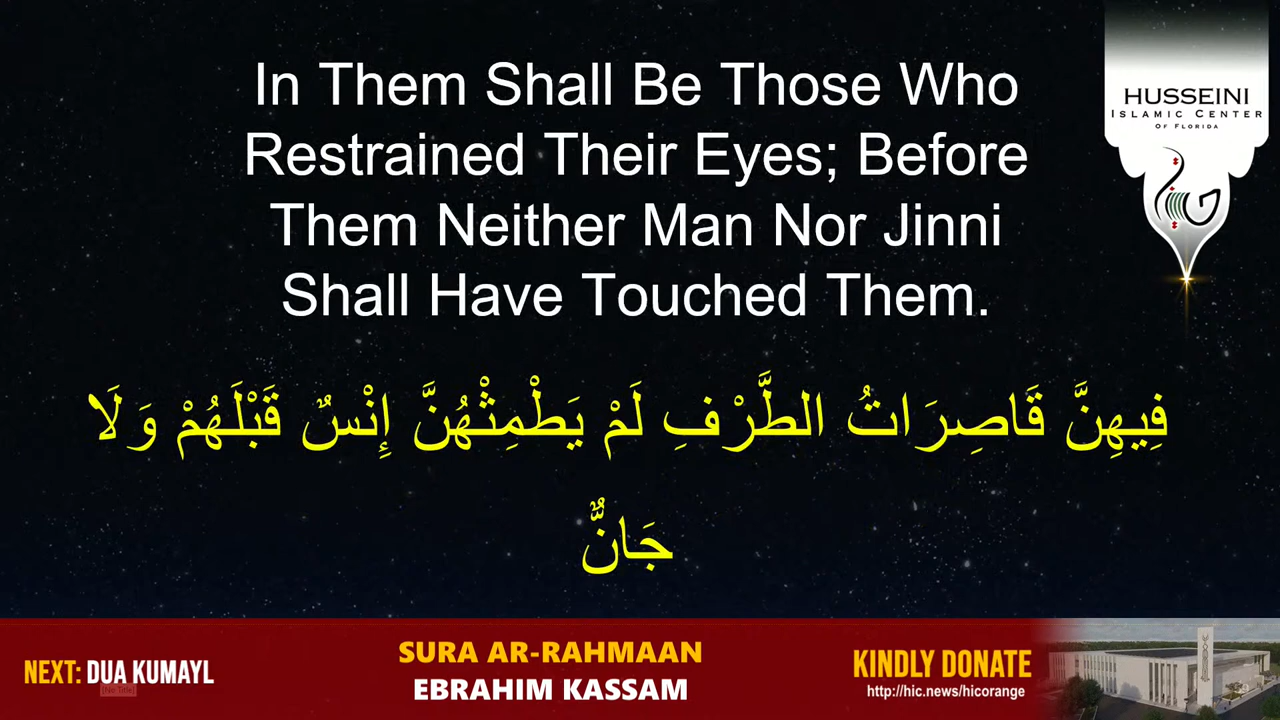 In Them Shall Be Those Who
Restrained Their Eyes; Before
Them Neither Man Nor Jinni
Shall Have Touched Them.
فِيهِنَّ قَاصِرَاتُ الطَّرْفِ لَمْ يَطْمِثْهُنَّ إِنْسٌ قَبْلَهُمْ وَلَا
جَانٌّ
HUSSEINI
ISLAMIC CENTER
OF FLORIDA
NEXT: DUA KUMAYL
[No Title]
SURA AR-RAHMAAN
EBRAHIM KASSAM
KINDLY DONATE
http://hic.news/hicorange